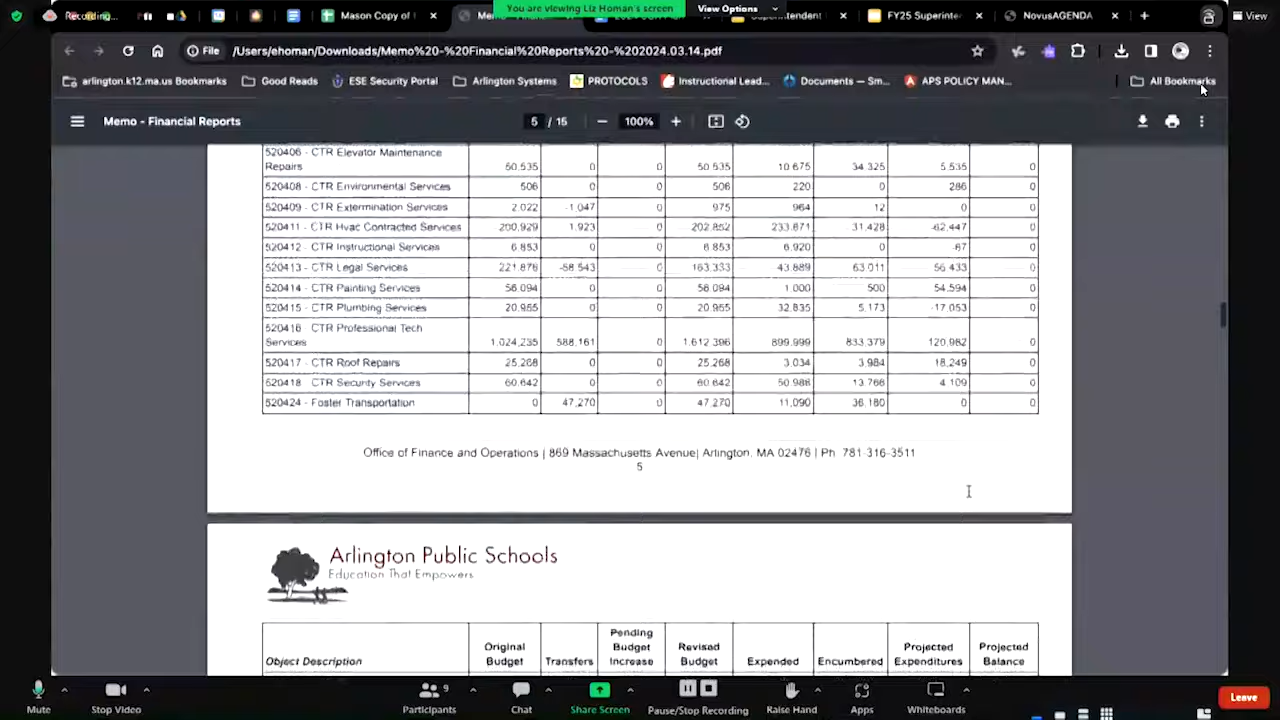 Recording...
Mason Copy of
You are viewing Liz Homan's screen
View Options
FY25 Superinter
NovusAGENDA
View
File
/Users/ehoman/Downloads/Memo%20-%20Financial%20Reports%20-%202024.03.14.pdf
arlington.k12.ma.us Bookmarks
Good Reads
ESE Security Portal
Arlington Systems
PROTOCOLS
Instructional Lead...
Documents — Sm...
APS POLICY MAN...
All Bookmarks
Memo - Financial Reports
5 / 15
100%
520406 - CTR Elevator Maintenance
Repairs 50,535 0 0 50,535 10,675 34,325 5,535 0
520408 - CTR Environmental Services 506 0 0 506 220 0 286 0
520409 - CTR Extermination Services 2,022 -1,047 0 975 964 12 0 0
520411 - CTR Hvac Contracted Services 200,929 1,923 0 202,852 233,871 31,428 -62,447 0
520412 - CTR Instructional Services 6,853 0 0 6,853 6,920 0 -67 0
520413 - CTR Legal Services 221,876 -58,543 0 163,333 43,889 63,011 56,433 0
520414 - CTR Painting Services 56,094 0 0 56,094 1,000 500 54,594 0
520415 - CTR Plumbing Services 20,955 0 0 20,955 32,835 5,173 -17,053 0
520416 CTR Professional Tech
Services 1,024,235 588,161 0 1,612,396 899,999 833,379 120,982 0
520417 - CTR Roof Repairs 25,268 0 0 25,268 3,034 3,984 18,249 0
520418 CTR Security Services 60,642 0 0 60,642 50,986 13,766 4,109 0
520424 - Foster Transportation 0 47,270 0 47,270 11,090 36,180 0 0
Office of Finance and Operations | 869 Massachusetts Avenue| Arlington, MA 02476 | Ph 781-316-3511
5
Arlington Public Schools
Education That Empowers
Object Description
Original Budget
Transfers
Pending Budget Increase
Revised Budget
Expended
Encumbered
Projected Expenditures
Projected Balance
Mute
Stop Video
9
Participants
Chat
Share Screen
Pause/Stop Recording
Raise Hand
Apps
Whiteboards
Leave